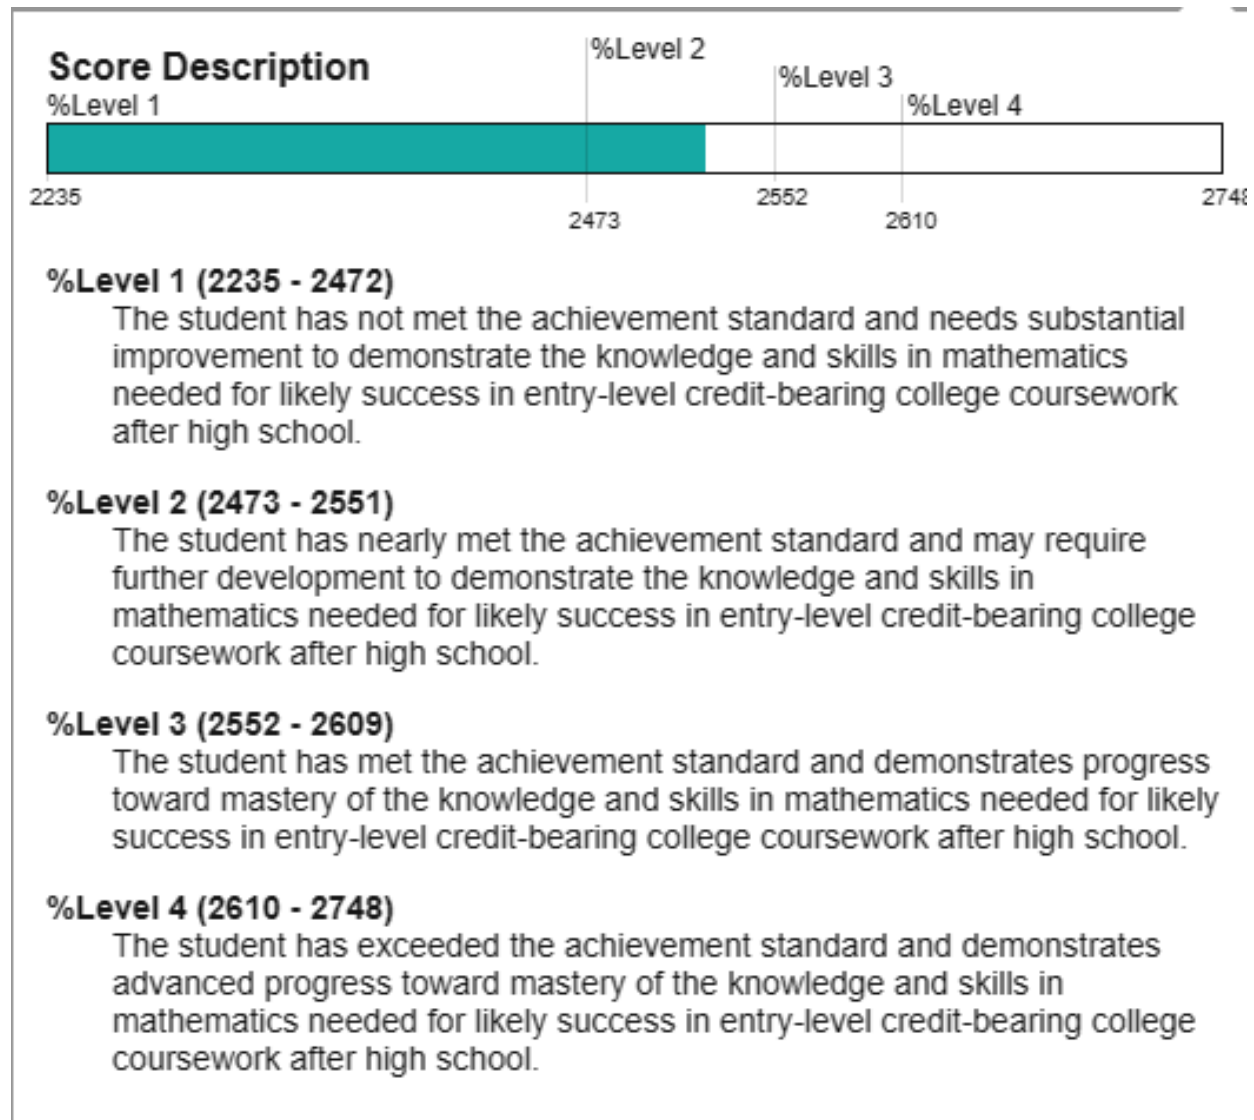 %Level 2
Score Description
%Level 3
%Level 1
%Level 4
2235
2552
2748
2473
2610
%Level 1 (2235 - 2472)
The student has not met the achievement standard and needs substantial
improvement to demonstrate the knowledge and skills in mathematics
needed for likely success in entry-level credit-bearing college coursework
after high school.
%Level 2 (2473 - 2551)
The student has nearly met the achievement standard and may require
further development to demonstrate the knowledge and skills in
mathematics needed for likely success in entry-level credit-bearing college
coursework after high school.
%Level 3 (2552 - 2609)
The student has met the achievement standard and demonstrates progress
toward mastery of the knowledge and skills in mathematics needed for likely
success in entry-level credit-bearing college coursework after high school.
%Level 4 (2610 - 2748)
The student has exceeded the achievement standard and demonstrates
advanced progress toward mastery of the knowledge and skills in
mathematics needed for likely success in entry-level credit-bearing college
coursework after high school.